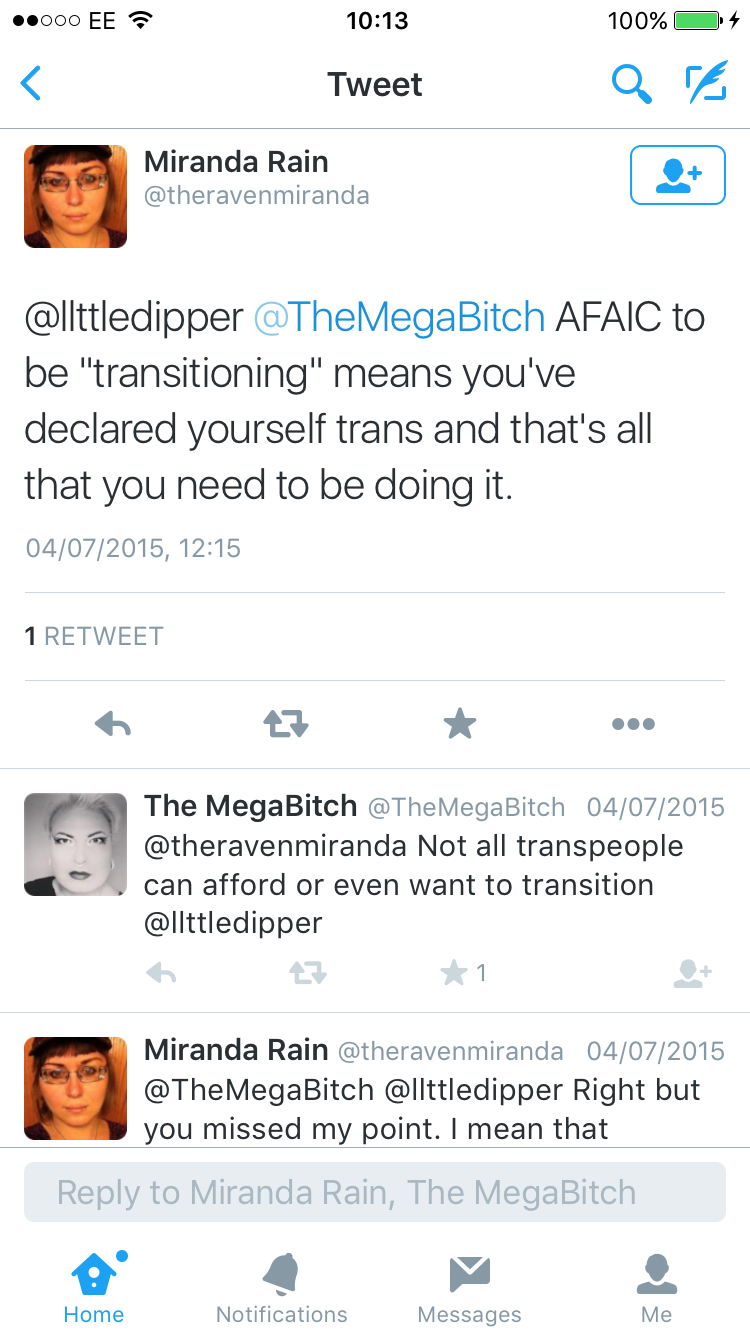 EE 10:13 100%
Tweet
Miranda Rain
@theravenmiranda
@llttledipper @TheMegaBitch AFAIC to
be "transitioning" means you've
declared yourself trans and that's all
that you need to be doing it.
04/07/2015, 12:15
1 RETWEET
The MegaBitch @TheMegaBitch 04/07/2015
@theravenmiranda Not all transpeople
can afford or even want to transition
@llttledipper
1
Miranda Rain @theravenmiranda 04/07/2015
@TheMegaBitch @llttledipper Right but
you missed my point. I mean that
Reply to Miranda Rain, The MegaBitch
Home Notifications Messages Me